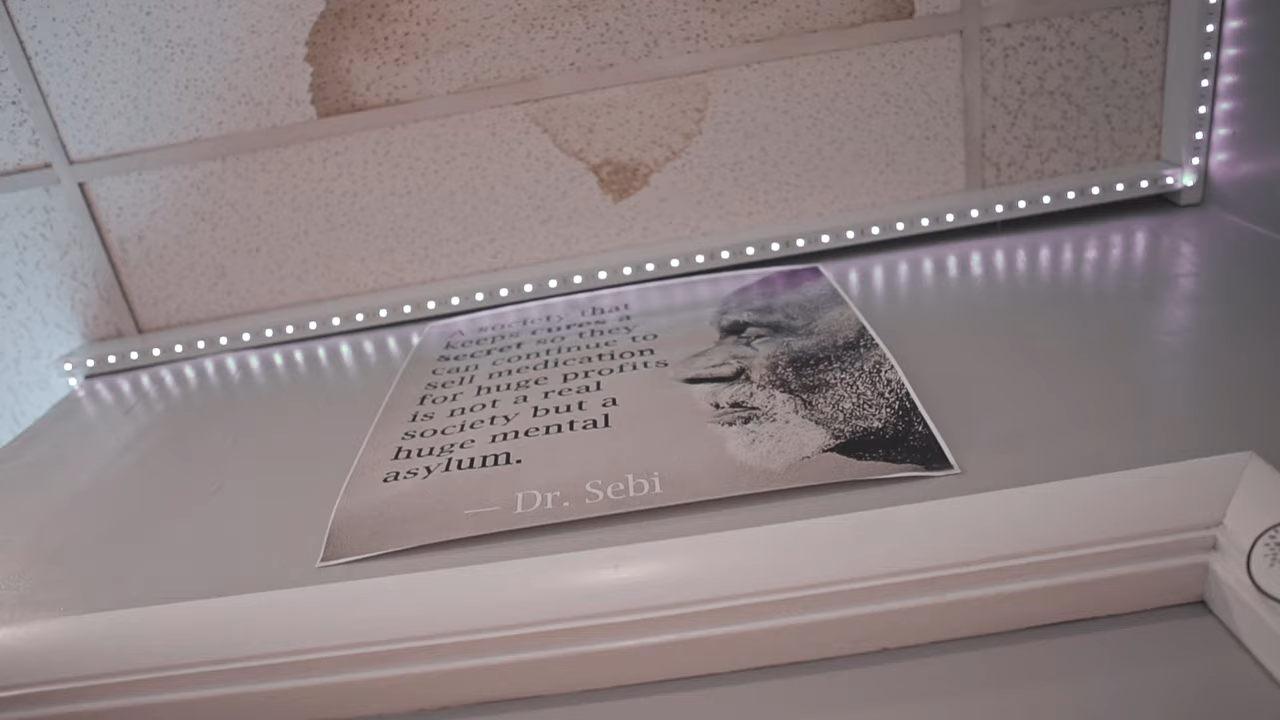 A society that
keeps cures a
secret so they
can continue to
sell medication
for huge profits
is not a real
society but a
huge mental
asylum.
— Dr. Sebi